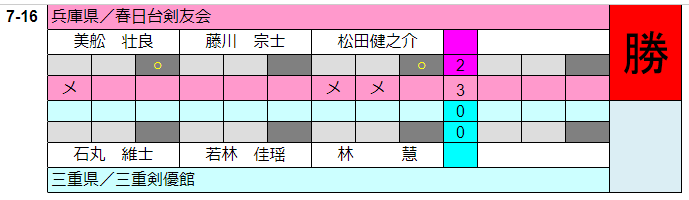 7-16 兵庫県／春日台剣友会
勝
美舩　壮良 藤川　宗士 松田健之介
○ ○ 2
メ メ メ 3
0
0
石丸　維士 若林　佳瑶 林　　　慧
三重県／三重剣優館